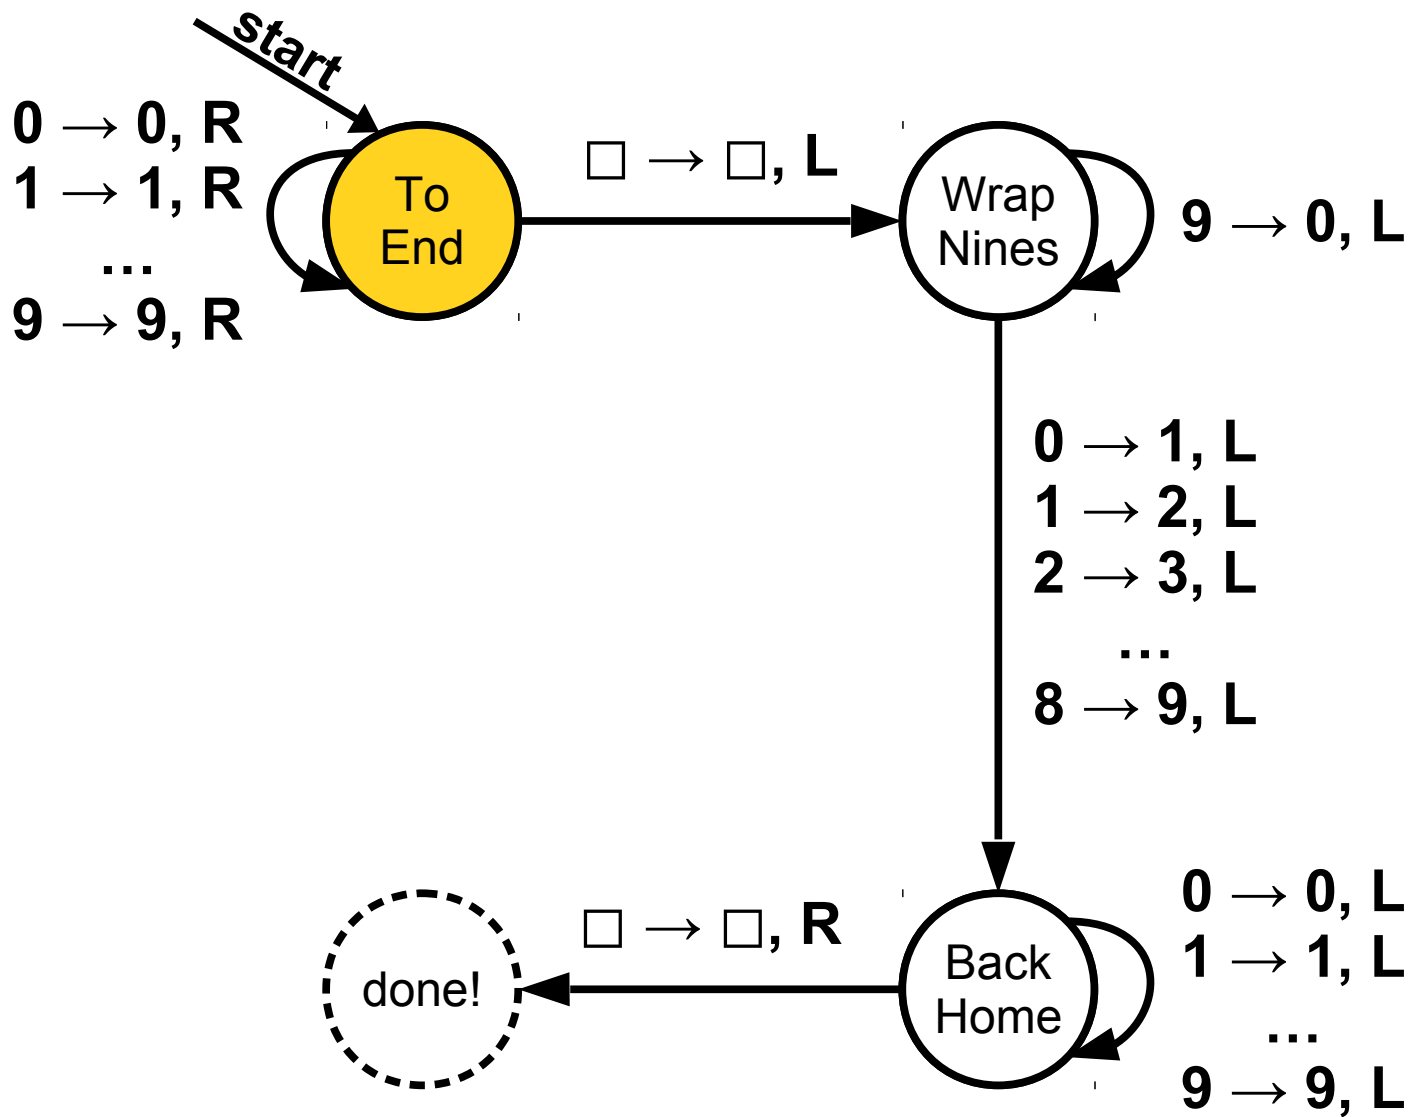 start
0 → 0, R
1 → 1, R
...
9 → 9, R
To
End
□ → □, L
Wrap
Nines
9 → 0, L
0 → 1, L
1 → 2, L
2 → 3, L
...
8 → 9, L
done!
□ → □, R
Back
Home
0 → 0, L
1 → 1, L
...
9 → 9, L